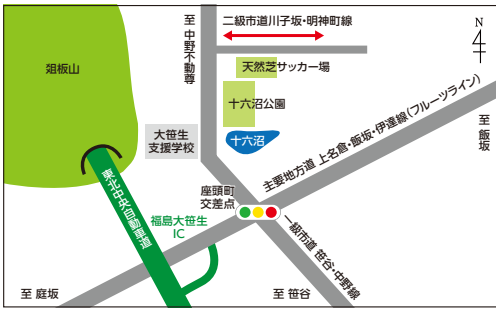 二級市道川子坂・明神町線
至 中野不動尊
N
俎板山
天然芝サッカー場
十六沼公園
至 飯坂
大笹生
支援学校
十六沼
主要地方道 上名倉・飯坂・伊達線(フルーツライン)
東北中央自動車道
座頭町
交差点
福島大笹生
IC
一級市道 笹谷・中野線
至 庭坂
至 笹谷